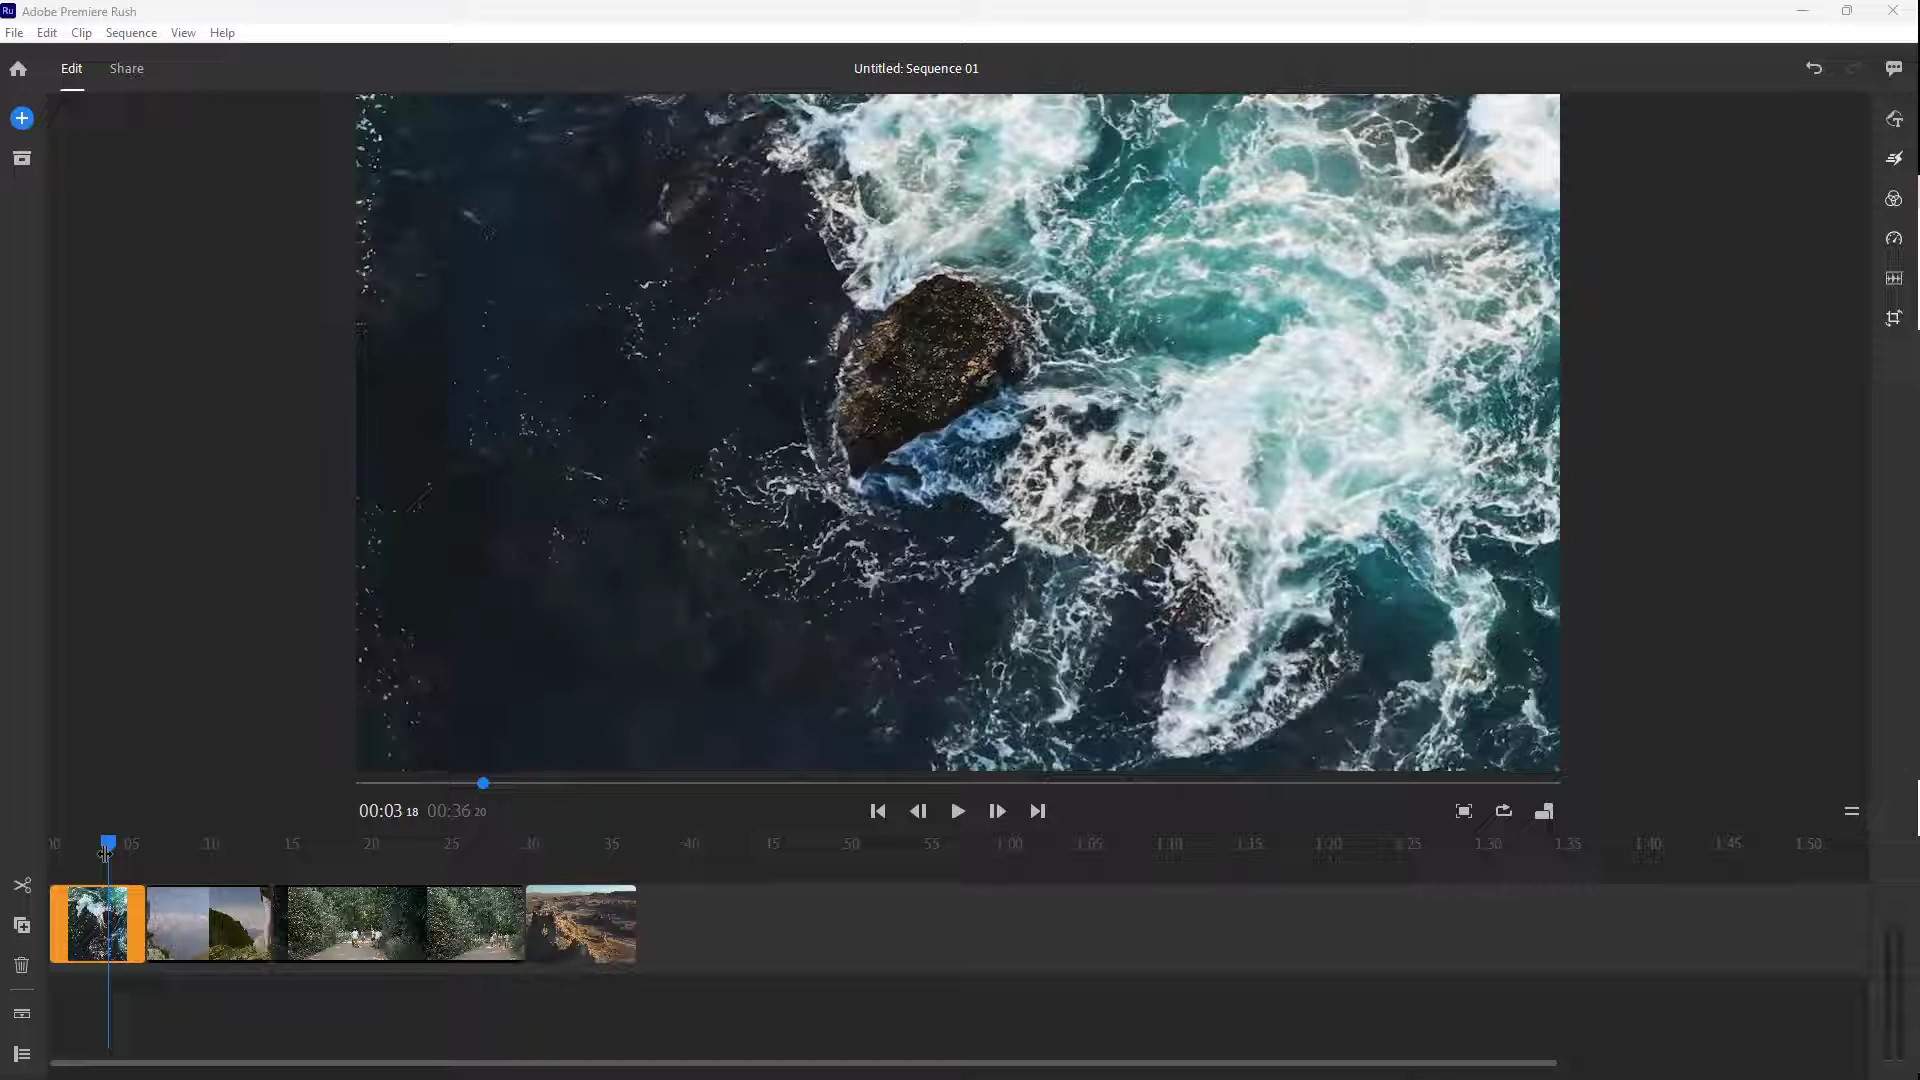 Ru Adobe Premiere Rush
File Edit Clip Sequence View Help
Edit Share
Untitled: Sequence 01
00:03 18 00:36 20
:00 :05 :10 :15 :20 :25 :30 :35 :40 :45 :50 :55 1:00 1:05 1:10 1:15 1:20 1:25 1:30 1:35 1:40 1:45 1:50